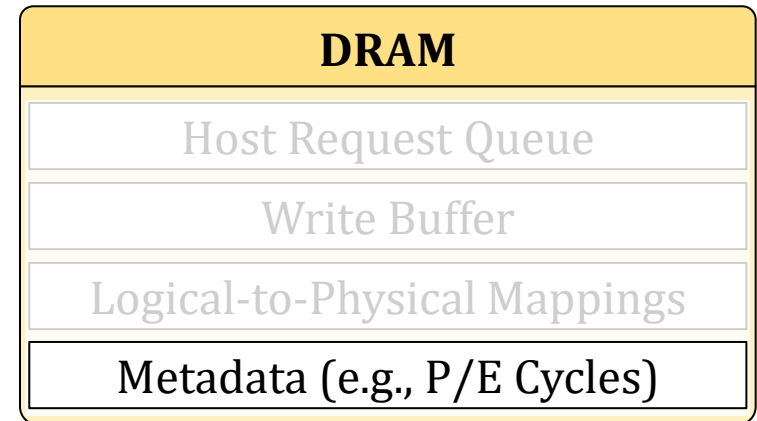 DRAM
Host Request Queue
Write Buffer
Logical-to-Physical Mappings
Metadata (e.g., P/E Cycles)